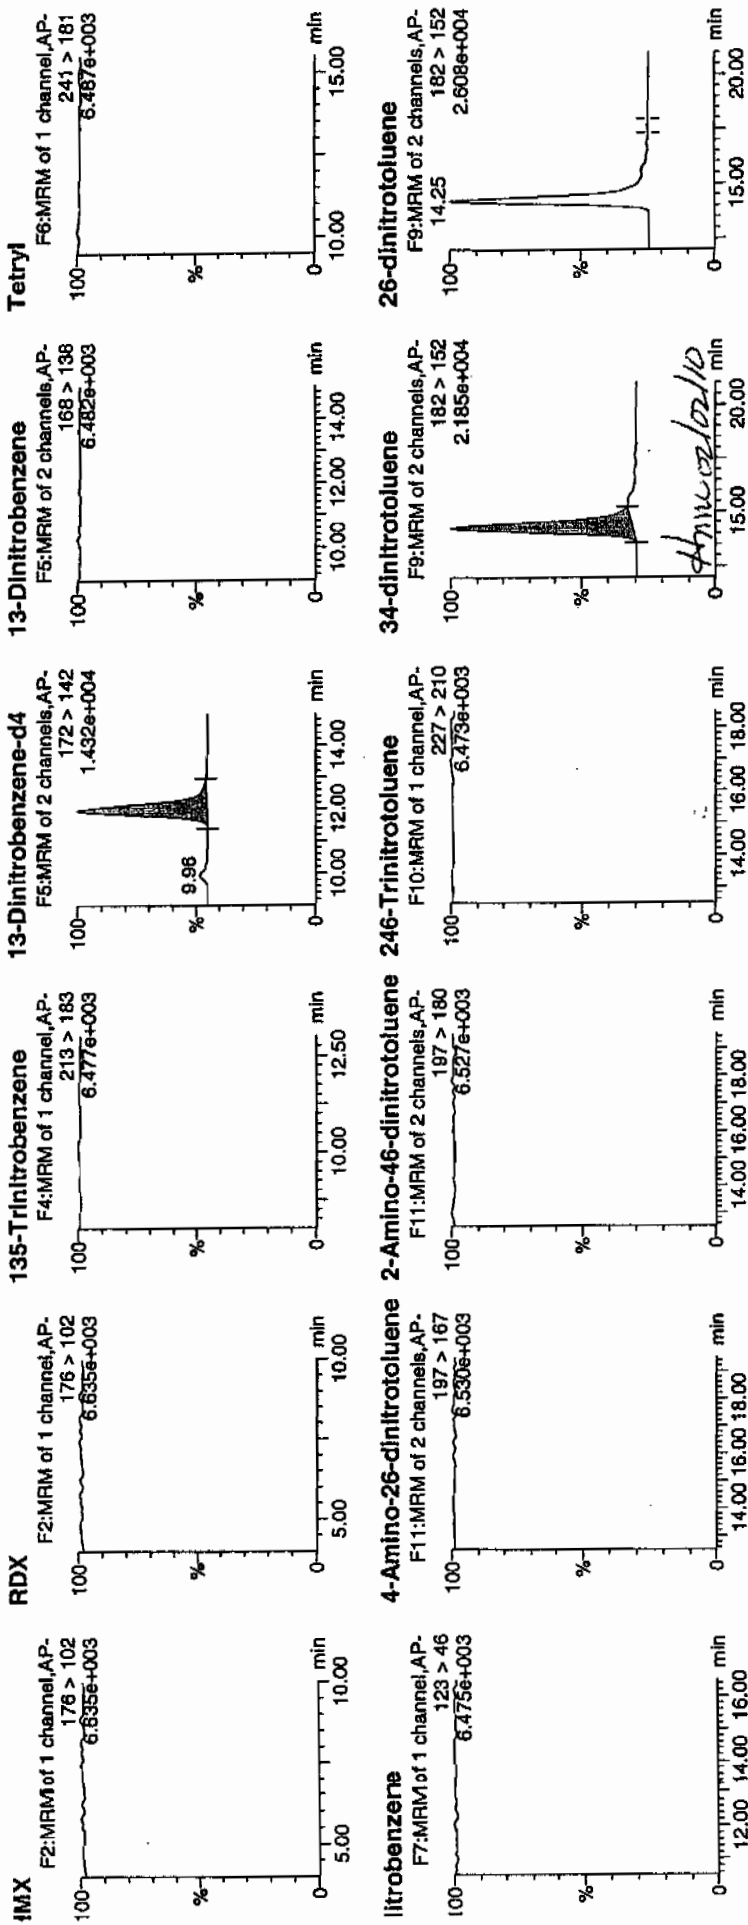 HMX
F2:MRM of 1 channel,AP-
176 > 102
6.635e+003
100
%
0
5.00 10.00 min
RDX
F2:MRM of 1 channel,AP-
176 > 102
6.635e+003
100
%
0
5.00 10.00 min
135-Trinitrobenzene
F4:MRM of 1 channel,AP-
213 > 183
6.477e+003
100
%
0
10.00 12.50 min
13-Dinitrobenzene-d4
F5:MRM of 2 channels,AP-
172 > 142
1.432e+004
100
9.96
%
0
10.00 12.00 14.00 min
13-Dinitrobenzene
F5:MRM of 2 channels,AP-
168 > 138
6.482e+003
100
%
0
10.00 12.00 14.00 min
Tetryl
F6:MRM of 1 channel,AP-
241 > 181
6.487e+003
100
%
0
10.00 15.00 min
litrobenzene
F7:MRM of 1 channel,AP-
123 > 46
6.475e+003
100
%
0
12.00 14.00 16.00 min
4-Amino-26-dinitrotoluene
F11:MRM of 2 channels,AP-
197 > 167
6.530e+003
100
%
0
14.00 16.00 18.00 min
2-Amino-46-dinitrotoluene
F11:MRM of 2 channels,AP-
197 > 180
6.527e+003
100
%
0
14.00 16.00 18.00 min
246-Trinitrotoluene
F10:MRM of 1 channel,AP-
227 > 210
6.473e+003
100
%
0
14.00 16.00 18.00 min
34-dinitrotoluene
F9:MRM of 2 channels,AP-
182 > 152
2.185e+004
100
%
0
15.00 20.00 min
02/02/10
26-dinitrotoluene
F9:MRM of 2 channels,AP-
182 > 152
2.608e+004
14.25
100
%
0
15.00 20.00 min